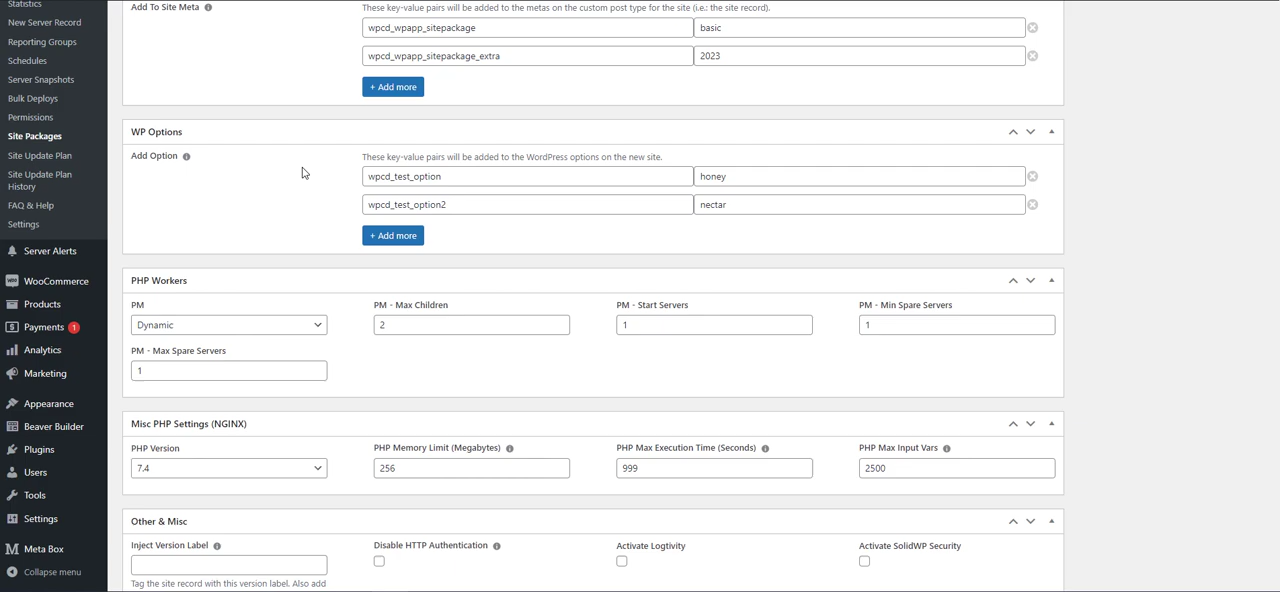 Statistics
New Server Record
Reporting Groups
Schedules
Server Snapshots
Bulk Deploys
Permissions
Site Packages
Site Update Plan
Site Update Plan
History
FAQ & Help
Settings
Server Alerts
WooCommerce
Products
Payments 1
Analytics
Marketing
Appearance
Beaver Builder
Plugins
Users
Tools
Settings
Meta Box
Collapse menu
Add To Site Meta
These key-value pairs will be added to the metas on the custom post type for the site (i.e.: the site record).
wpcd_wpapp_sitepackage basic
wpcd_wpapp_sitepackage_extra 2023
+ Add more
WP Options
Add Option
These key-value pairs will be added to the WordPress options on the new site.
wpcd_test_option honey
wpcd_test_option2 nectar
+ Add more
PHP Workers
PM PM - Max Children PM - Start Servers PM - Min Spare Servers
Dynamic 2 1 1
PM - Max Spare Servers
1
Misc PHP Settings (NGINX)
PHP Version PHP Memory Limit (Megabytes) PHP Max Execution Time (Seconds) PHP Max Input Vars
7.4 256 999 2500
Other & Misc
Inject Version Label Disable HTTP Authentication Activate Logtivity Activate SolidWP Security
Tag the site record with this version label. Also add